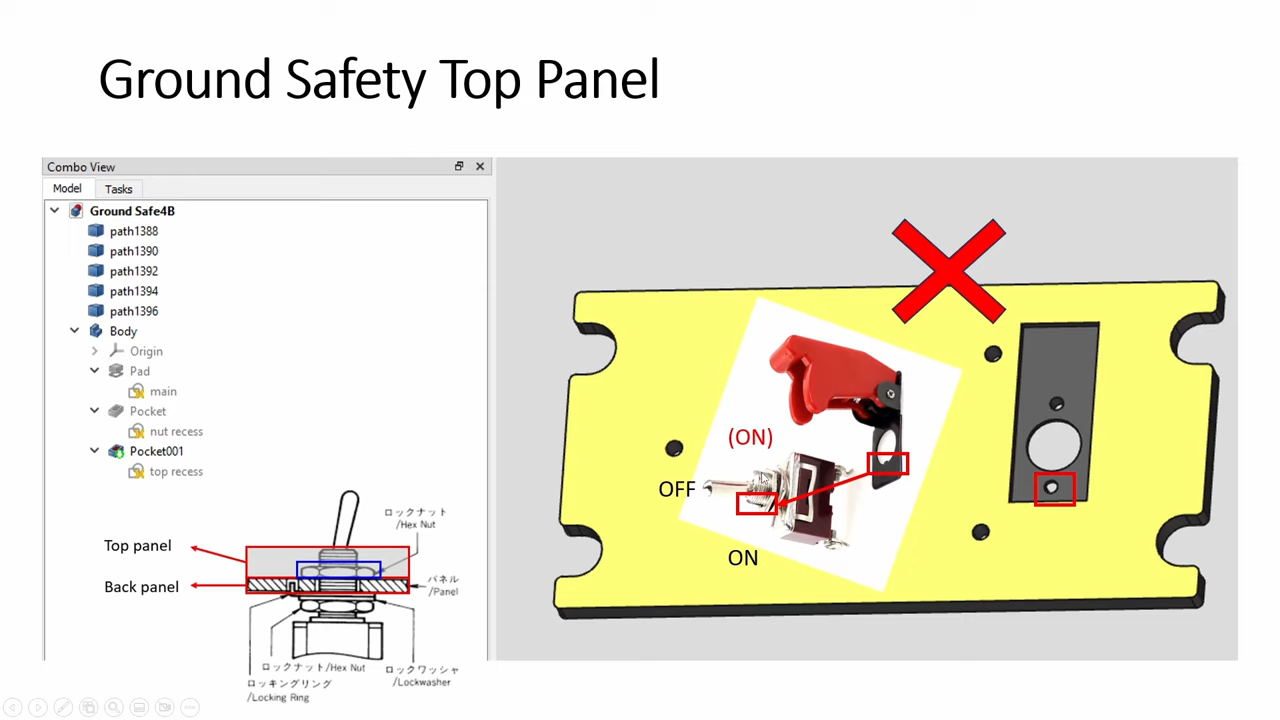 Ground Safety Top Panel
Combo View
Model
Tasks
Ground Safe4B
path1388
path1390
path1392
path1394
path1396
Body
Origin
Pad
main
Pocket
nut recess
Pocket001
top recess
Top panel
Back panel
ロックナット
/Hex Nut
パネル
/Panel
ロックナット/Hex Nut
ロッキングリング
/Locking Ring
ロックワッシャ
/Lockwasher
(ON)
OFF
ON